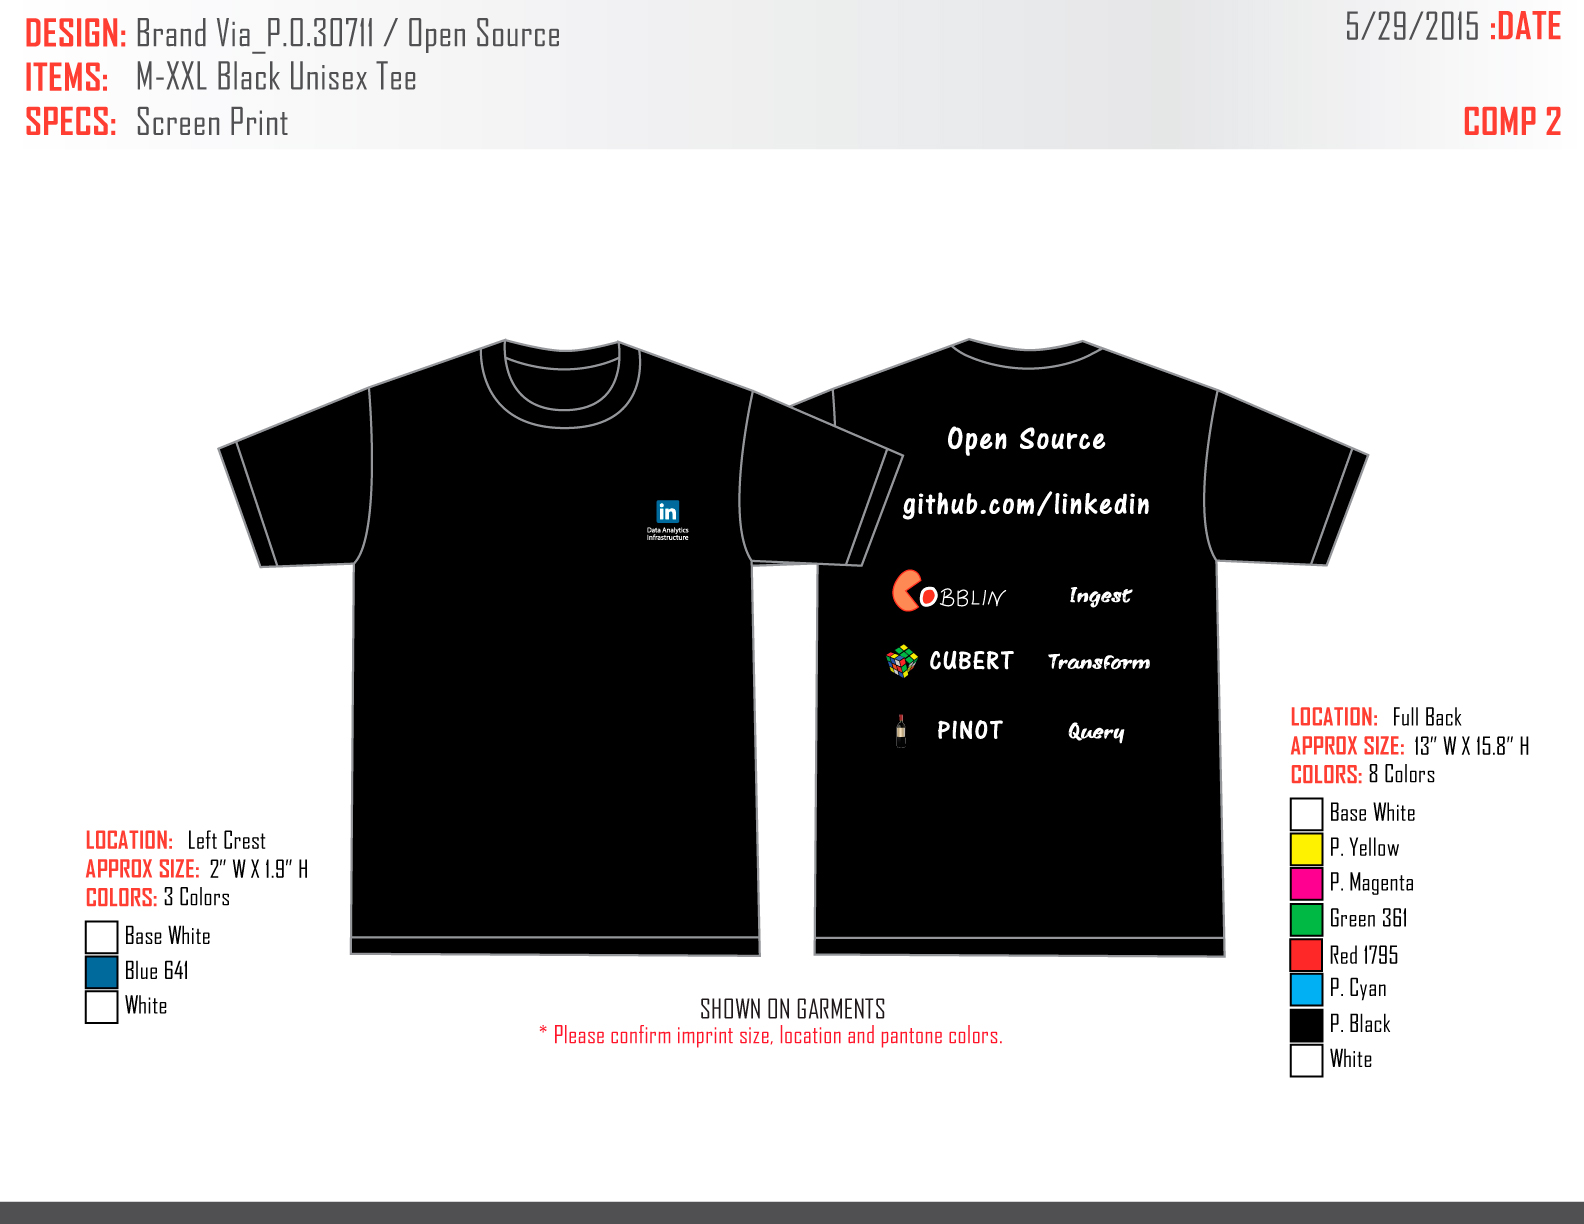 DESIGN: Brand Via_P.O.30711 / Open Source
5/29/2015 :DATE
ITEMS: M-XXL Black Unisex Tee
SPECS: Screen Print
COMP 2
in
Data Analytics
Infrastructure
Open Source
github.com/linkedin
COBBLIN Ingest
CUBERT Transform
PINOT Query
LOCATION: Left Crest
APPROX SIZE: 2" W X 1.9" H
COLORS: 3 Colors
Base White
Blue 641
White
LOCATION: Full Back
APPROX SIZE: 13" W X 15.8" H
COLORS: 8 Colors
Base White
P. Yellow
P. Magenta
Green 361
Red 1795
P. Cyan
P. Black
White
SHOWN ON GARMENTS
* Please confirm imprint size, location and pantone colors.